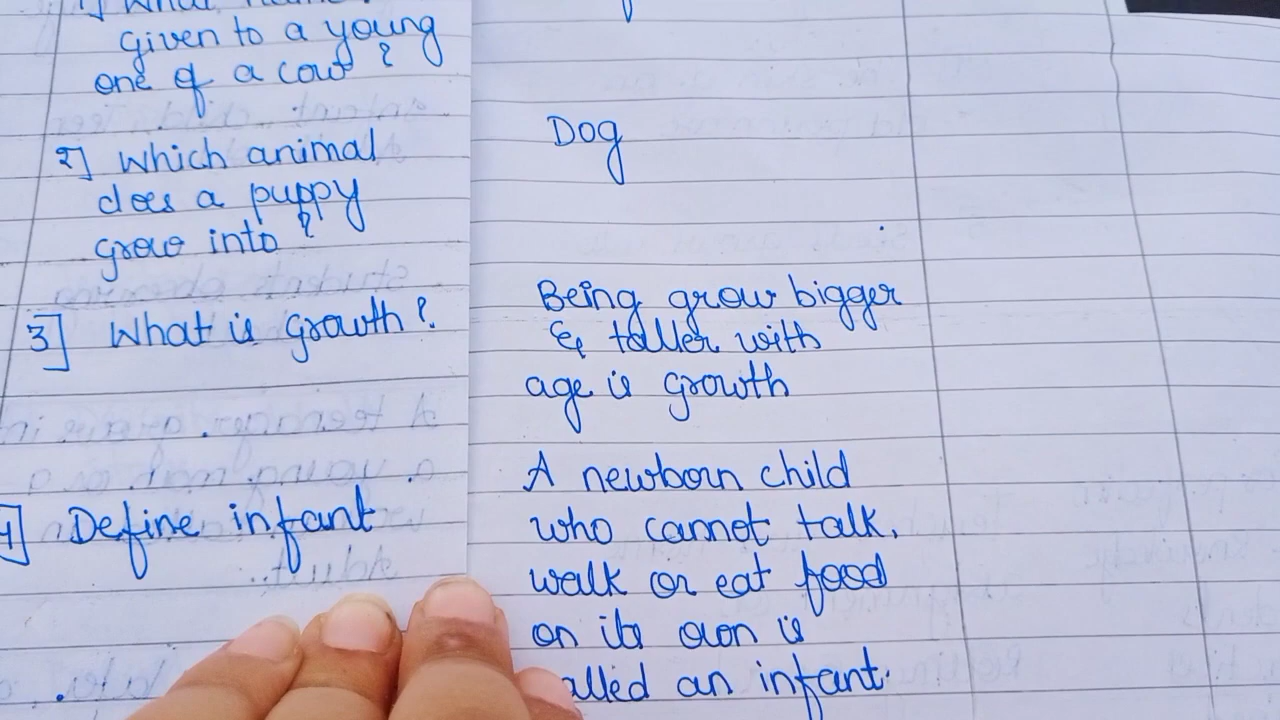 given to a young
one of a cow?
2] Which animal
does a puppy
grow into?
3] What is growth?
4] Define infant
Dog
Being grow bigger
& taller with
age is growth
A newborn child
who cannot talk,
walk or eat food
on its own is
called an infant.